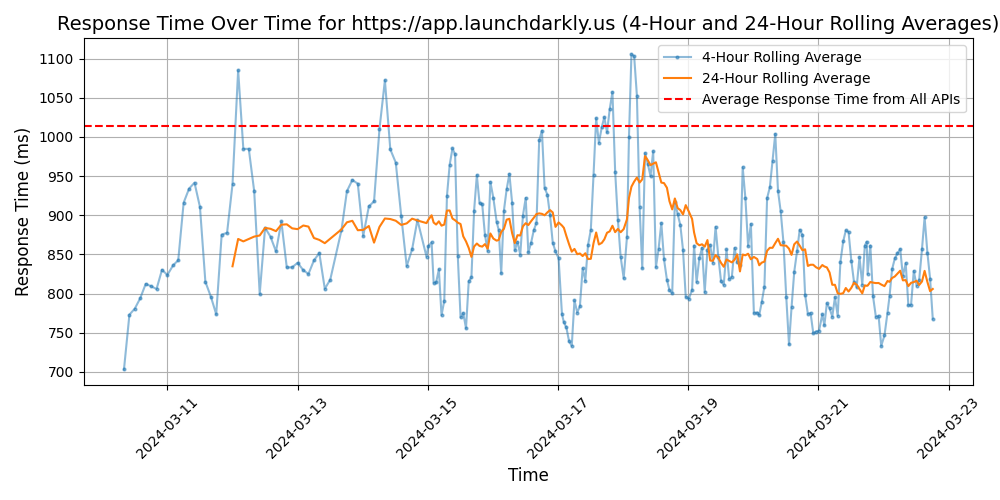 Response Time Over Time for https://app.launchdarkly.us (4-Hour and 24-Hour Rolling Averages)
4-Hour Rolling Average
24-Hour Rolling Average
Average Response Time from All APIs
Response Time (ms)
1100
1050
1000
950
900
850
800
750
700
2024-03-11
2024-03-13
2024-03-15
2024-03-17
2024-03-19
2024-03-21
2024-03-23
Time